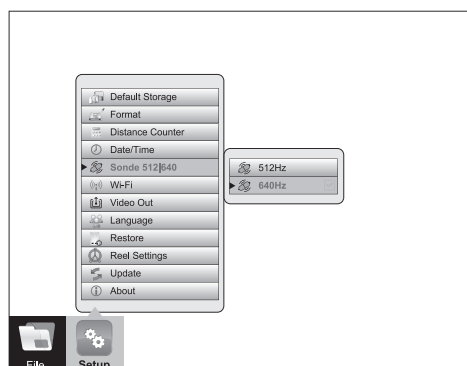 Default Storage
Format
Distance Counter
Date/Time
Sonde 512|640
Wi-Fi
Video Out
Language
Restore
Reel Settings
Update
About
512Hz
640Hz
File
Setup